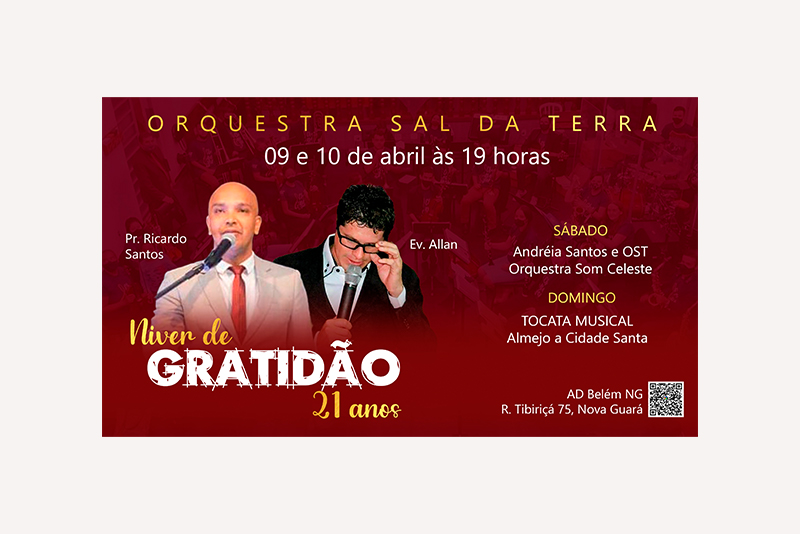 ORQUESTRA SAL DA TERRA
09 e 10 de abril às 19 horas
Pr. Ricardo
Santos
Ev. Allan
Niver de
GRATIDÃO
21 anos
SÁBADO
Andréia Santos e OST
Orquestra Som Celeste
DOMINGO
TOCATA MUSICAL
Almejo a Cidade Santa
AD Belém NG
R. Tibiriçá 75, Nova Guará